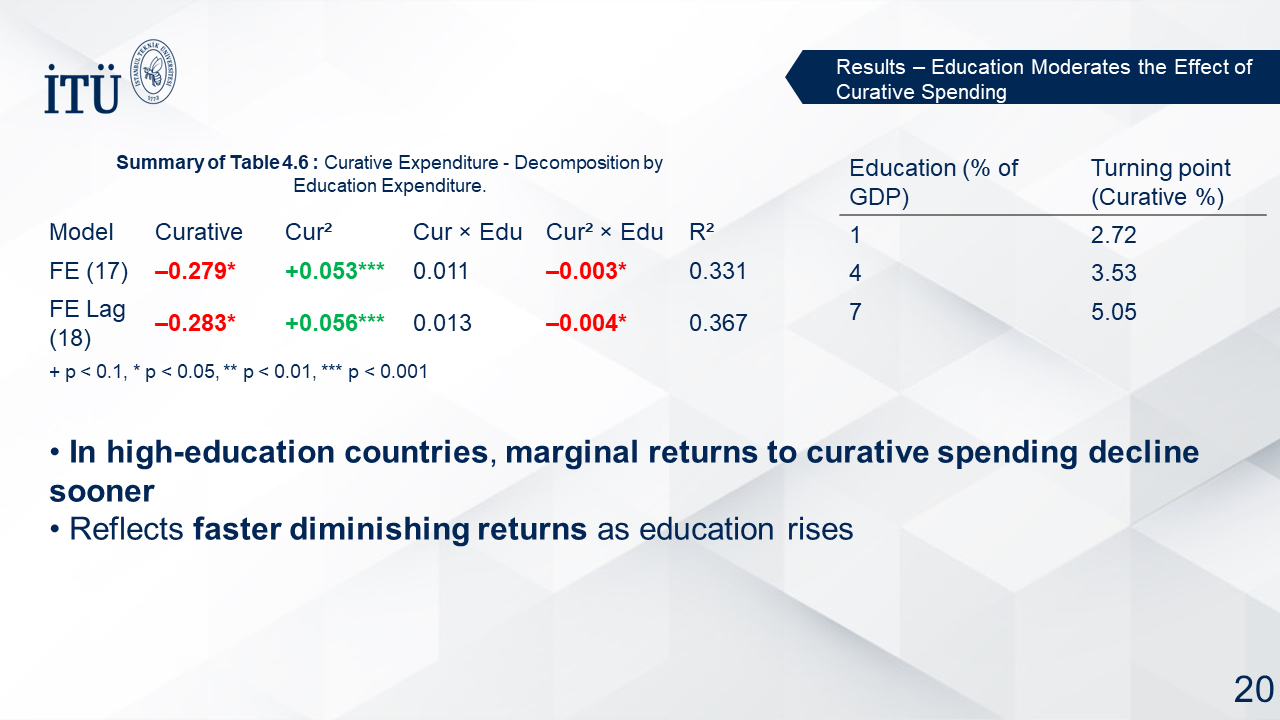 İTÜ
İSTANBUL TEKNİK ÜNİVERSİTESİ
1773
Results – Education Moderates the Effect of
Curative Spending
Summary of Table 4.6 : Curative Expenditure - Decomposition by
Education Expenditure.
Model Curative Cur² Cur × Edu Cur² × Edu R²
FE (17) –0.279* +0.053*** 0.011 –0.003* 0.331
FE Lag
(18) –0.283* +0.056*** 0.013 –0.004* 0.367
+ p < 0.1, * p < 0.05, ** p < 0.01, *** p < 0.001
Education (% of
GDP) Turning point
(Curative %)
1 2.72
4 3.53
7 5.05
• In high-education countries, marginal returns to curative spending decline
sooner
• Reflects faster diminishing returns as education rises
20